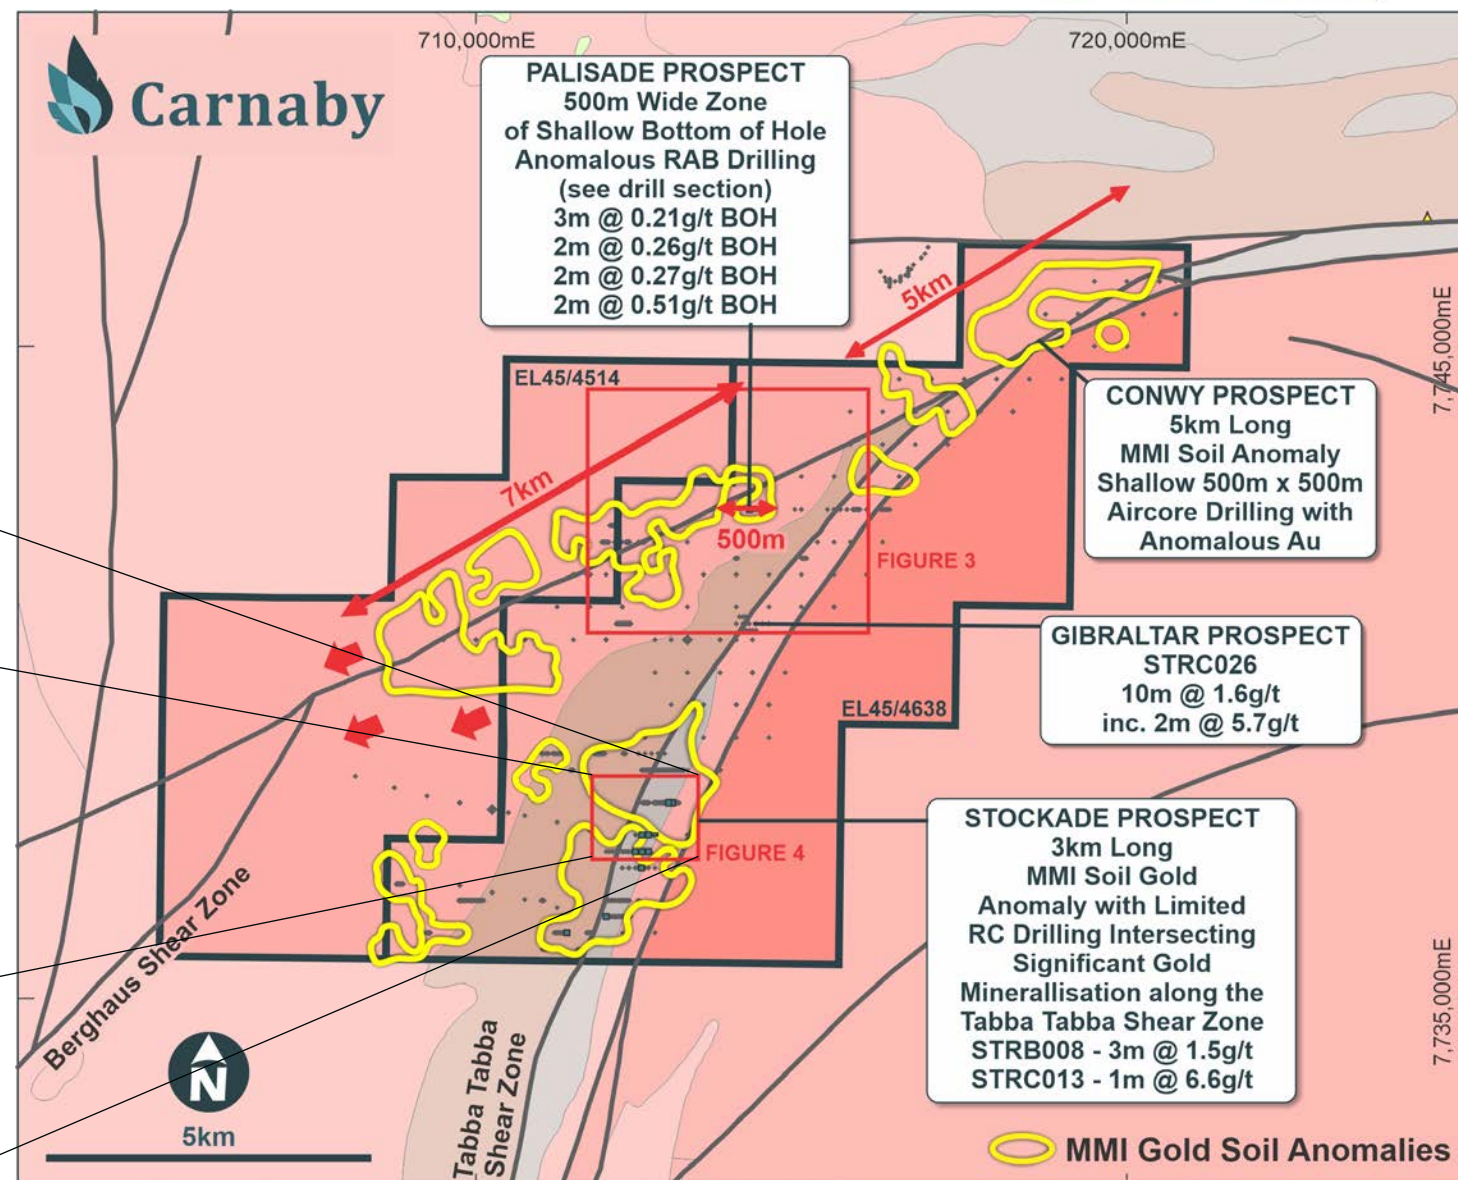 710,000mE
720,000mE
Carnaby
PALISADE PROSPECT
500m Wide Zone
of Shallow Bottom of Hole
Anomalous RAB Drilling
(see drill section)
3m @ 0.21g/t BOH
2m @ 0.26g/t BOH
2m @ 0.27g/t BOH
2m @ 0.51g/t BOH
5km
7,745,000mE
EL45/4514
CONWY PROSPECT
5km Long
MMI Soil Anomaly
Shallow 500m x 500m
Aircore Drilling with
Anomalous Au
7km
500m
FIGURE 3
GIBRALTAR PROSPECT
STRC026
10m @ 1.6g/t
inc. 2m @ 5.7g/t
EL45/4638
STOCKADE PROSPECT
3km Long
MMI Soil Gold
Anomaly with Limited
RC Drilling Intersecting
Significant Gold
Minerallisation along the
Tabba Tabba Shear Zone
STRB008 - 3m @ 1.5g/t
STRC013 - 1m @ 6.6g/t
FIGURE 4
Berghaus Shear Zone
7,735,000mE
Tabba Tabba
Shear Zone
N
5km
MMI Gold Soil Anomalies